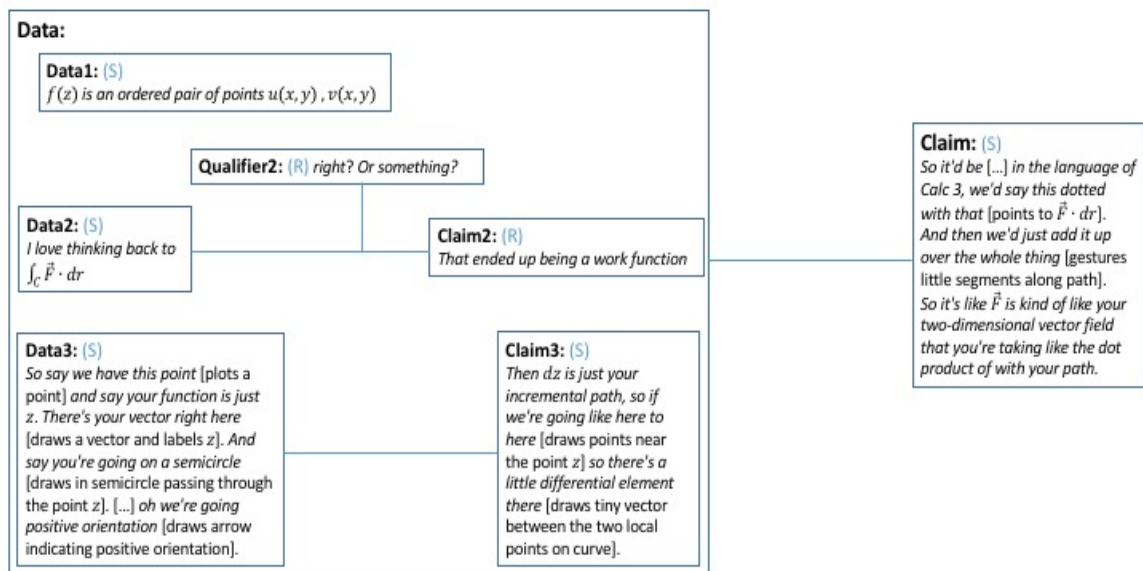 Data:
Data1: (S)
f(z) is an ordered pair of points u(x, y) , v(x, y)
Qualifier2: (R) right? Or something?
Data2: (S)
I love thinking back to
∫_C F⃗ · dr
Claim2: (R)
That ended up being a work function
Data3: (S)
So say we have this point [plots a
point] and say your function is just
z. There's your vector right here
[draws a vector and labels z]. And
say you're going on a semicircle
[draws in semicircle passing through
the point z]. [...] oh we're going
positive orientation [draws arrow
indicating positive orientation].
Claim3: (S)
Then dz is just your
incremental path, so if
we're going like here to
here [draws points near
the point z] so there's a
little differential element
there [draws tiny vector
between the two local
points on curve].
Claim: (S)
So it'd be [...] in the language of
Calc 3, we'd say this dotted
with that [points to F⃗ · dr].
And then we'd just add it up
over the whole thing [gestures
little segments along path].
So it's like F⃗ is kind of like your
two-dimensional vector field
that you're taking like the dot
product of with your path.